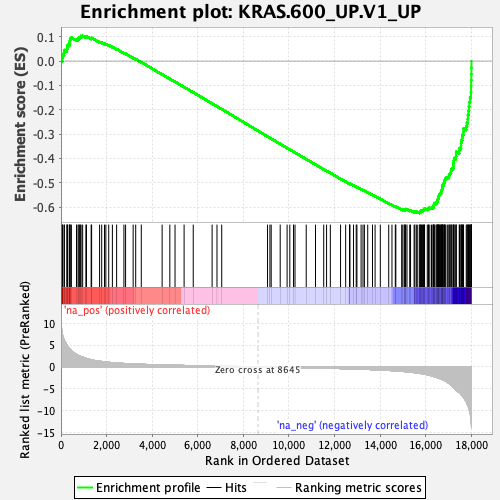 Enrichment plot: KRAS.600_UP.V1_UP
Enrichment score (ES)
0.1
0.0
-0.1
-0.2
-0.3
-0.4
-0.5
-0.6
'na_pos' (positively correlated)
Ranked list metric (PreRanked)
10
5
0
-5
-10
-15
Zero cross at 8645
'na_neg' (negatively correlated)
0
2,000
4,000
6,000
8,000
10,000
12,000
14,000
16,000
18,000
Rank in Ordered Dataset
Enrichment profile
Hits
Ranking metric scores